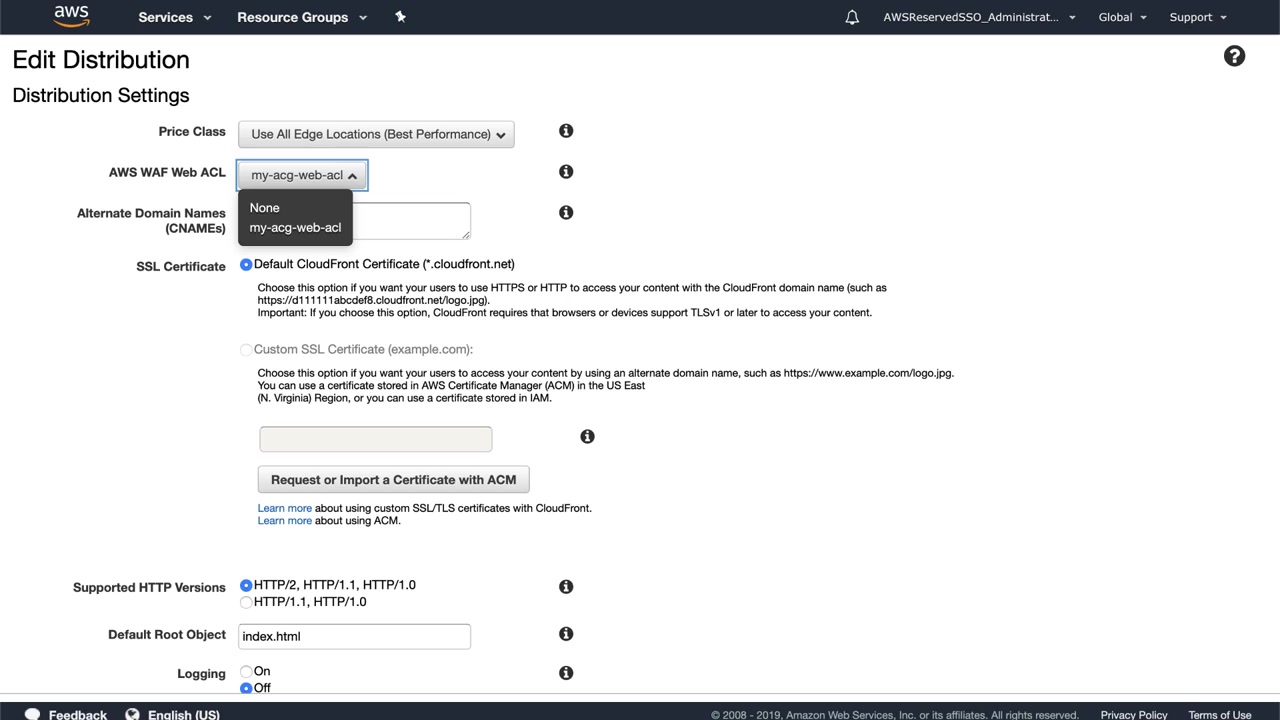 aws Services Resource Groups AWSReservedSSO_Administrat... Global Support
Edit Distribution
Distribution Settings
Price Class Use All Edge Locations (Best Performance)
AWS WAF Web ACL my-acg-web-acl
None
my-acg-web-acl
Alternate Domain Names
(CNAMEs)
SSL Certificate Default CloudFront Certificate (*.cloudfront.net)
Choose this option if you want your users to use HTTPS or HTTP to access your content with the CloudFront domain name (such as
https://d111111abcdef8.cloudfront.net/logo.jpg).
Important: If you choose this option, CloudFront requires that browsers or devices support TLSv1 or later to access your content.
Custom SSL Certificate (example.com):
Choose this option if you want your users to access your content by using an alternate domain name, such as https://www.example.com/logo.jpg.
You can use a certificate stored in AWS Certificate Manager (ACM) in the US East
(N. Virginia) Region, or you can use a certificate stored in IAM.
Request or Import a Certificate with ACM
Learn more about using custom SSL/TLS certificates with CloudFront.
Learn more about using ACM.
Supported HTTP Versions HTTP/2, HTTP/1.1, HTTP/1.0
HTTP/1.1, HTTP/1.0
Default Root Object index.html
Logging On
Off
Feedback English (US) © 2008 - 2019, Amazon Web Services, Inc. or its affiliates. All rights reserved. Privacy Policy Terms of Use